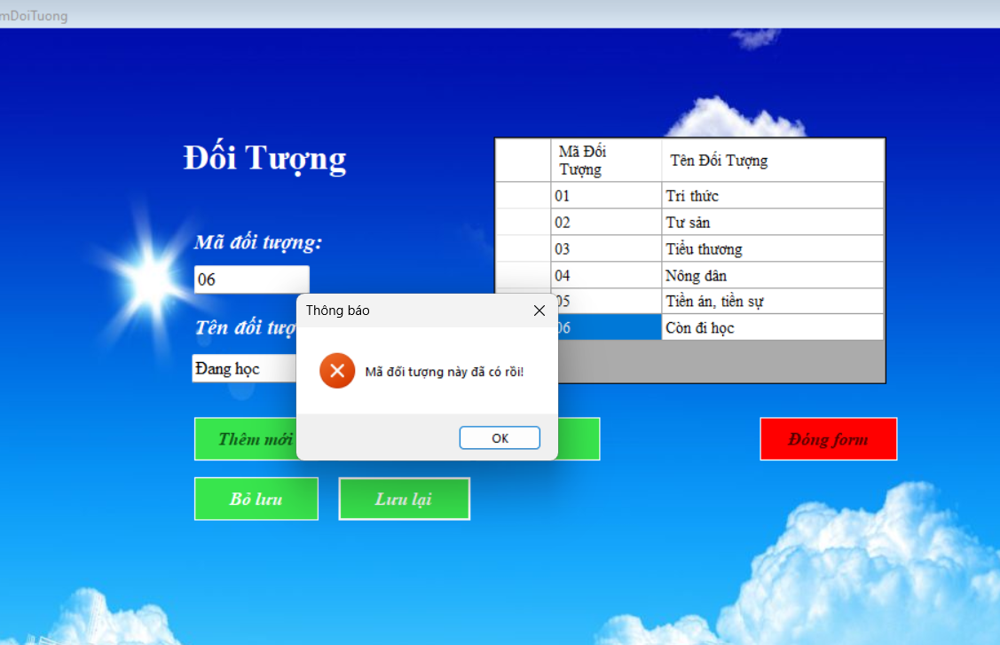 mDoiTuong
Đối Tượng
Mã đối tượng:
06
Tên đối tượ
Đang học
Mã Đối
Tượng
Tên Đối Tượng
01 Tri thức
02 Tư sản
03 Tiểu thương
04 Nông dân
05 Tiền án, tiền sự
06 Còn đi học
Thông báo
Mã đối tượng này đã có rồi!
OK
Thêm mới
Đóng form
Bỏ lưu
Lưu lại